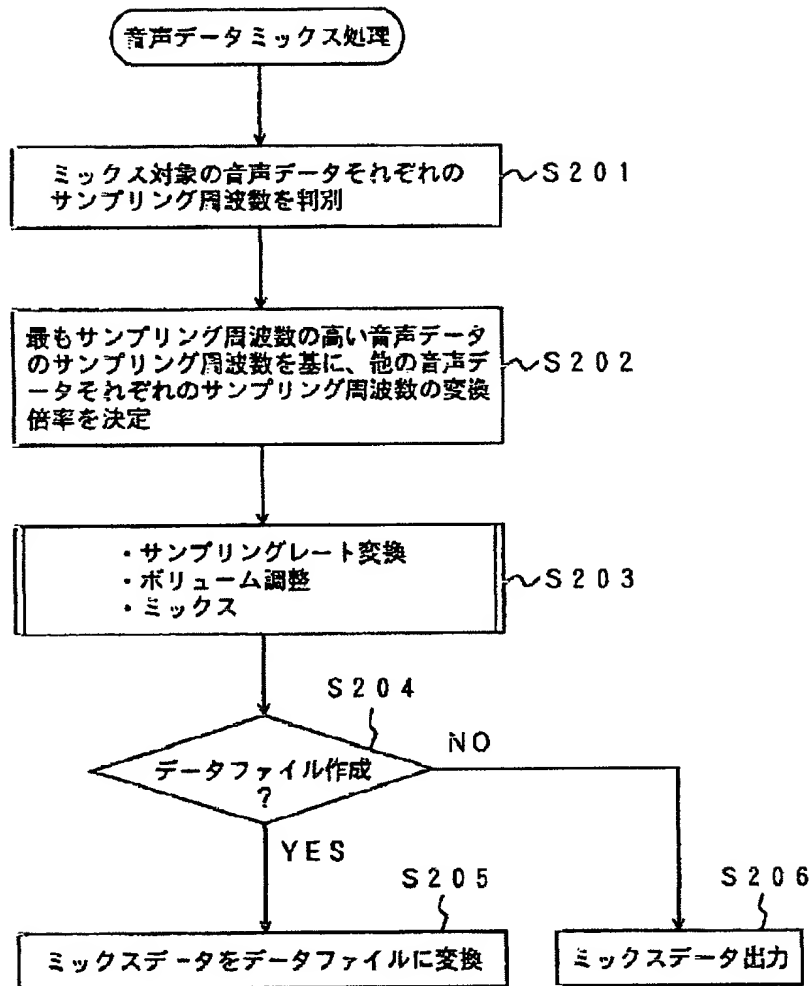 音声データミックス処理
ミックス対象の音声データそれぞれの
サンプリング周波数を判別
S201
最もサンプリング周波数の高い音声データ
のサンプリング周波数を基に、他の音声デ
ータそれぞれのサンプリング周波数の変換
倍率を決定
S202
・サンプリングレート変換
・ボリューム調整
・ミックス
S203
S204
データファイル作成
?
NO
YES
S205
ミックスデータをデータファイルに変換
S206
ミックスデータ出力